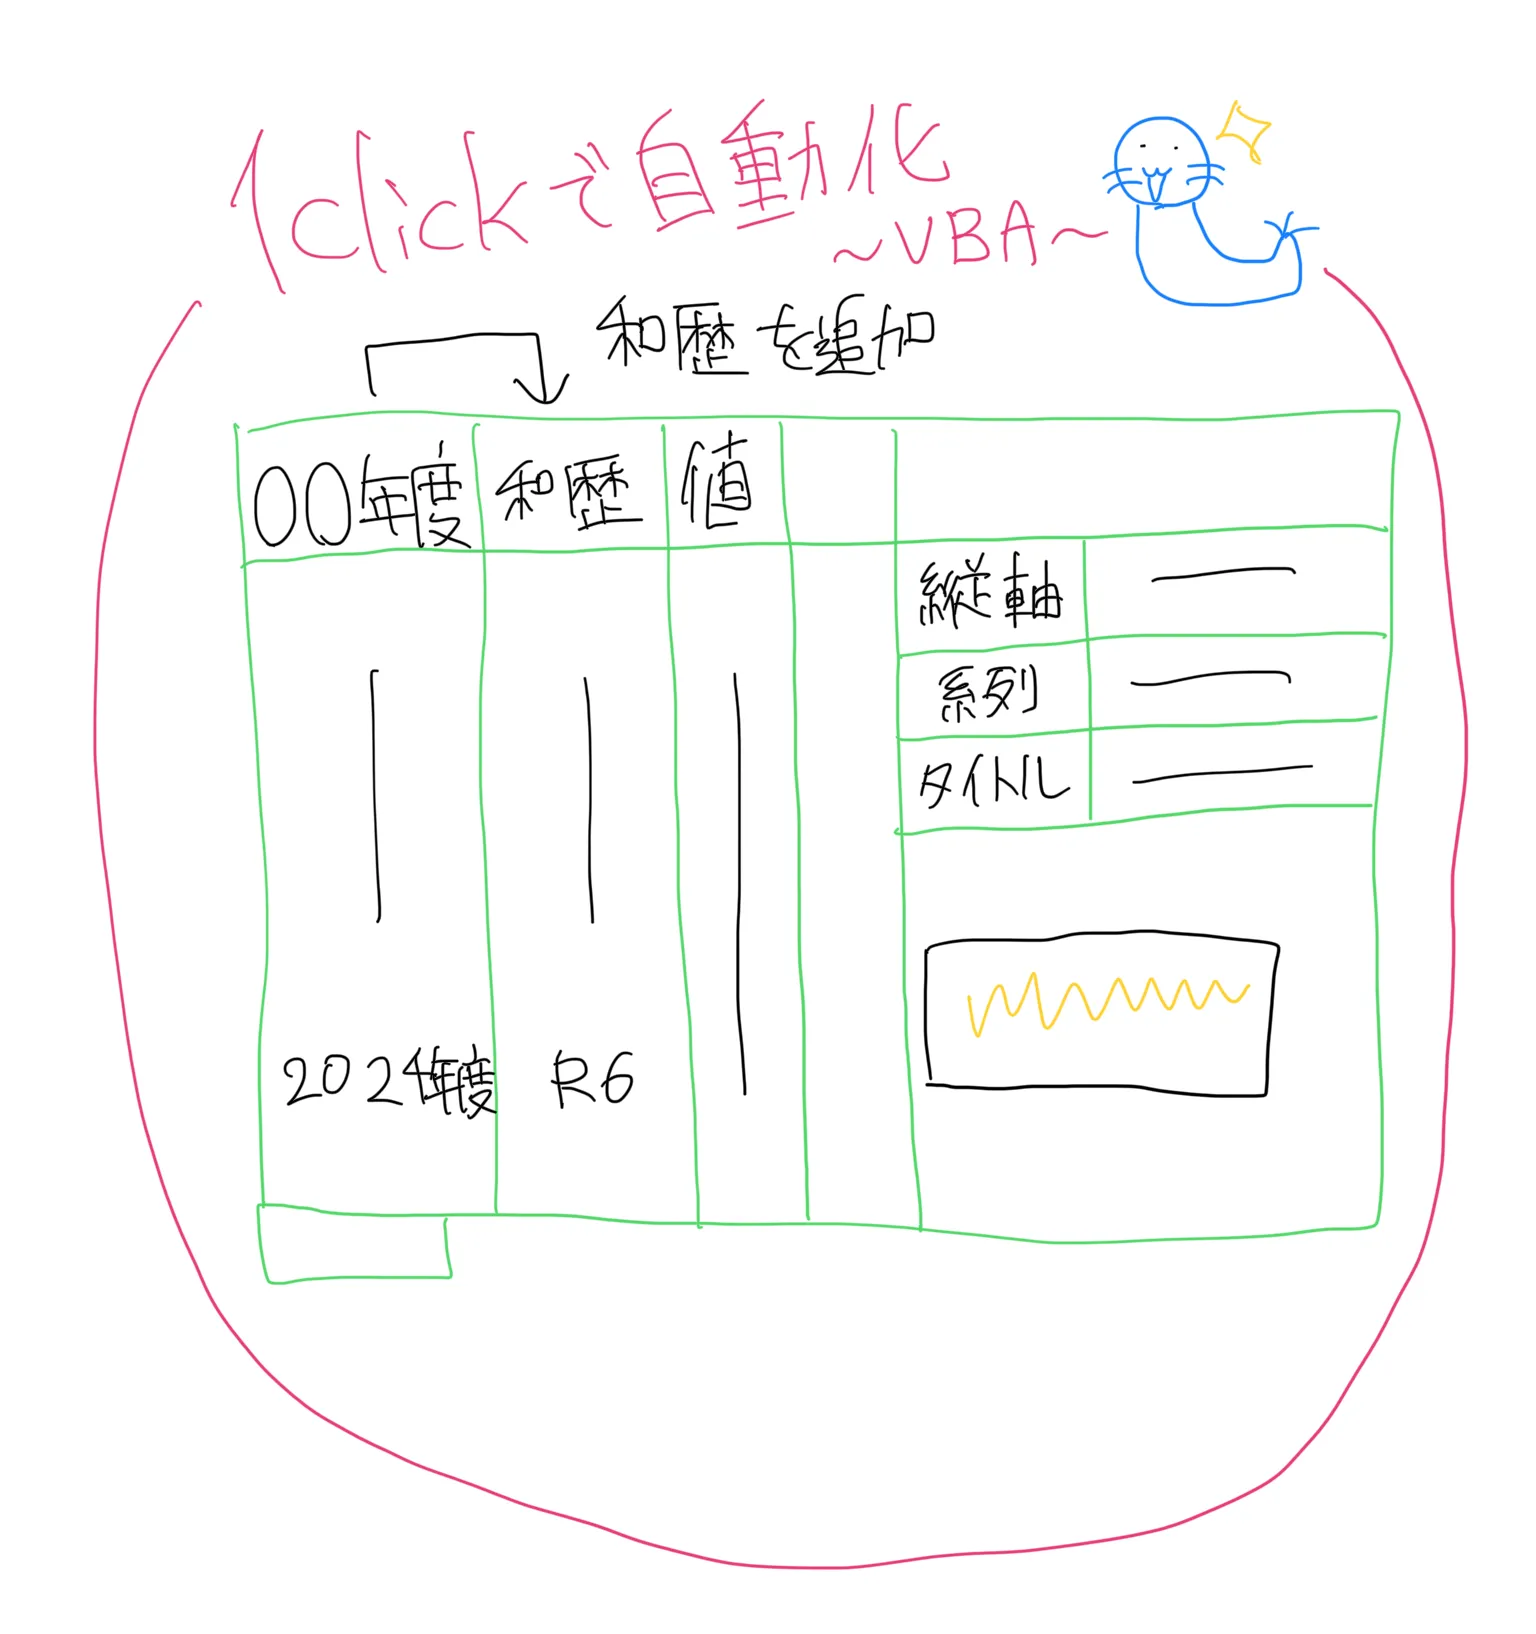 1clickで自動化
~VBA~
和歴を追加
00年度 和歴 値
縦軸
系列
タイトル
2024年度 R6